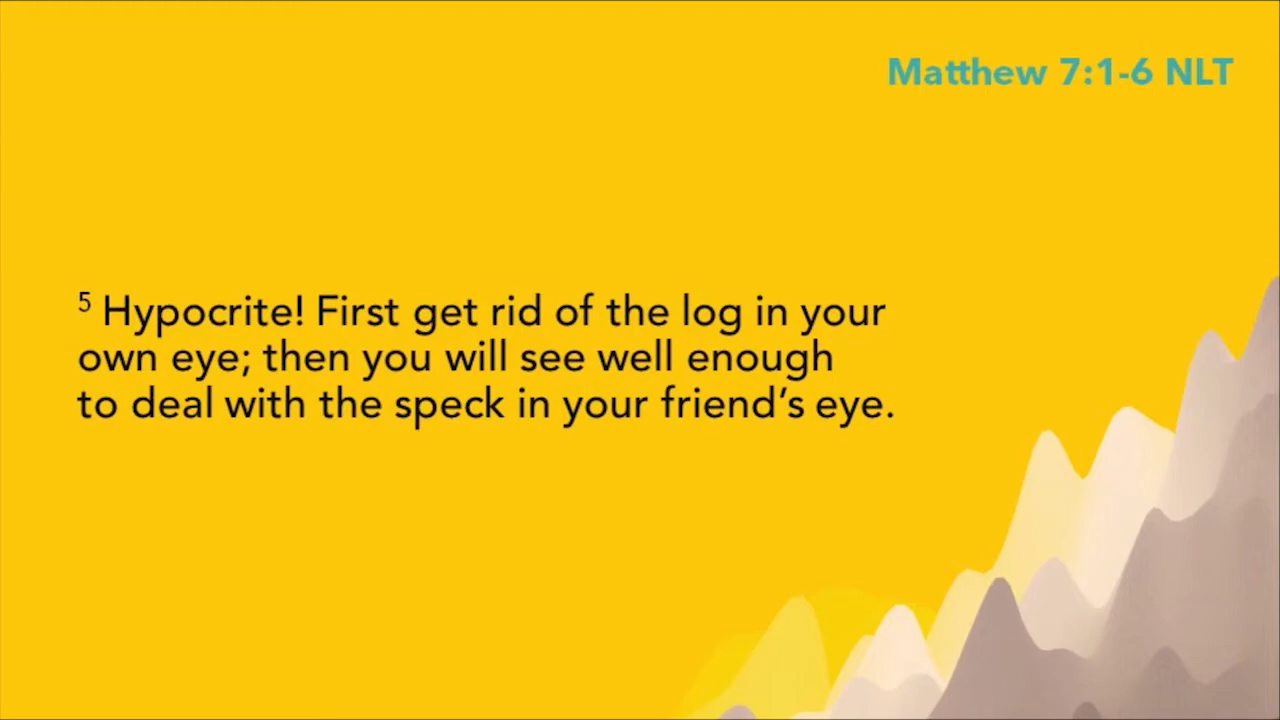 Matthew 7:1-6 NLT
5 Hypocrite! First get rid of the log in your
own eye; then you will see well enough
to deal with the speck in your friend’s eye.